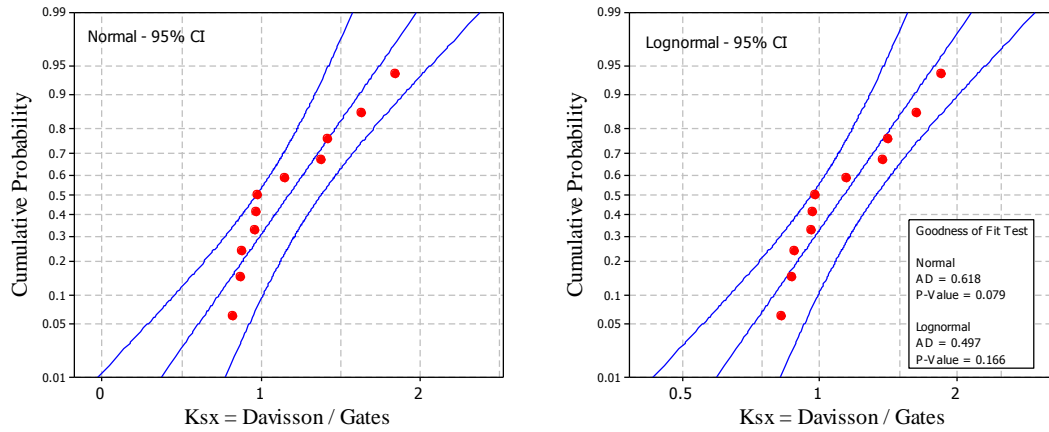 Normal - 95% CI
Cumulative Probability
0.99
0.95
0.9
0.8
0.7
0.6
0.5
0.4
0.3
0.2
0.1
0.05
0.01
0 1 2
Ksx = Davisson / Gates
Lognormal - 95% CI
Cumulative Probability
0.99
0.95
0.9
0.8
0.7
0.6
0.5
0.4
0.3
0.2
0.1
0.05
0.01
0.5 1 2
Ksx = Davisson / Gates
Goodness of Fit Test
Normal
AD = 0.618
P-Value = 0.079
Lognormal
AD = 0.497
P-Value = 0.166